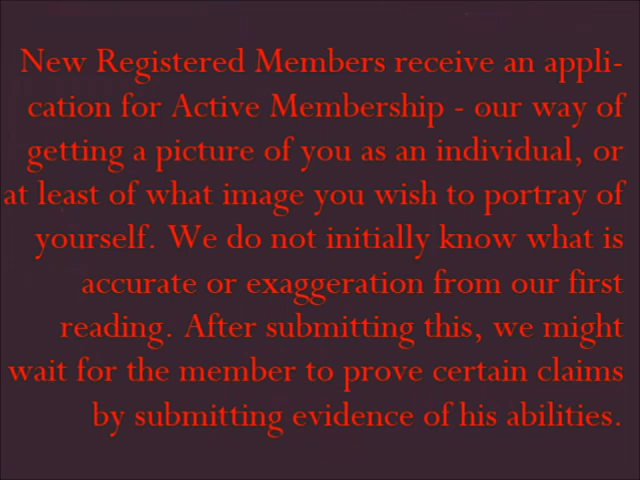 New Registered Members receive an appli-
cation for Active Membership - our way of
getting a picture of you as an individual, or
at least of what image you wish to portray of
yourself. We do not initially know what is
accurate or exaggeration from our first
reading. After submitting this, we might
wait for the member to prove certain claims
by submitting evidence of his abilities.